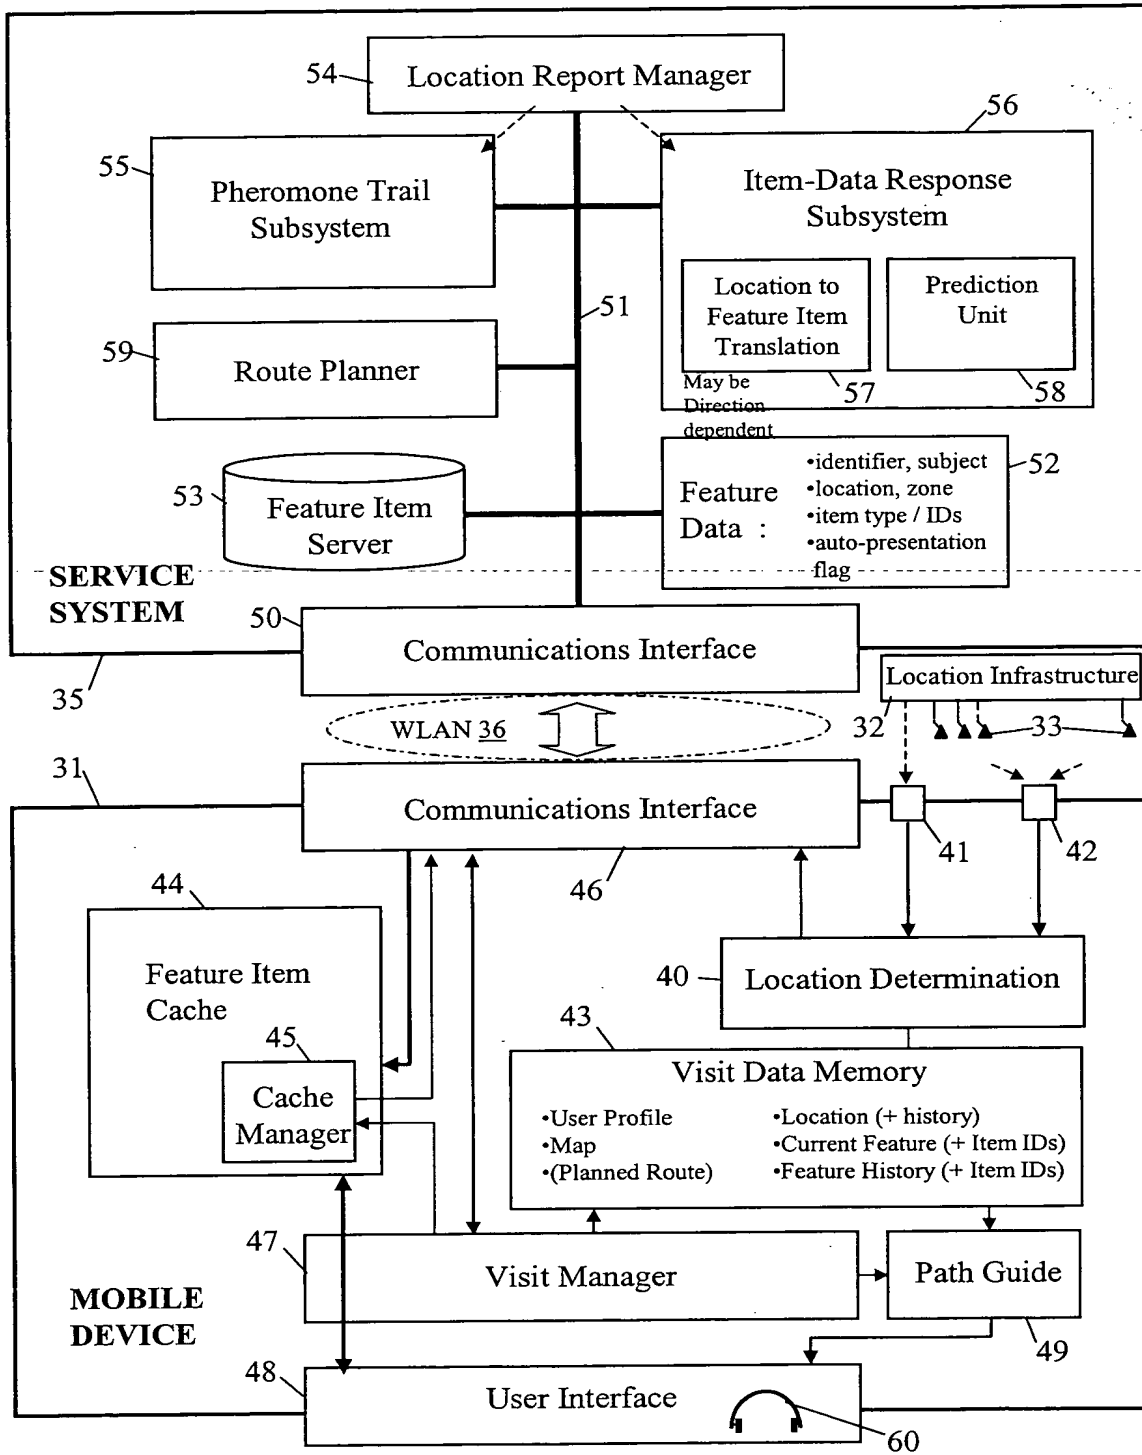 54
Location Report Manager
56
55
Pheromone Trail
Subsystem
Item-Data Response
Subsystem
51
Location to
Feature Item
Translation
Prediction
Unit
59
Route Planner
57
58
May be
Direction
dependent
53
Feature Item
Server
Feature
Data :
•identifier, subject
•location, zone
•item type / IDs
•auto-presentation
flag
52
SERVICE
SYSTEM
50
Communications Interface
35
Location Infrastructure
32
33
WLAN 36
31
Communications Interface
41
42
46
44
Feature Item
Cache
40
Location Determination
45
Cache
Manager
43
Visit Data Memory
•User Profile
•Map
•(Planned Route)
•Location (+ history)
•Current Feature (+ Item IDs)
•Feature History (+ Item IDs)
47
Visit Manager
Path Guide
49
MOBILE
DEVICE
48
User Interface
60